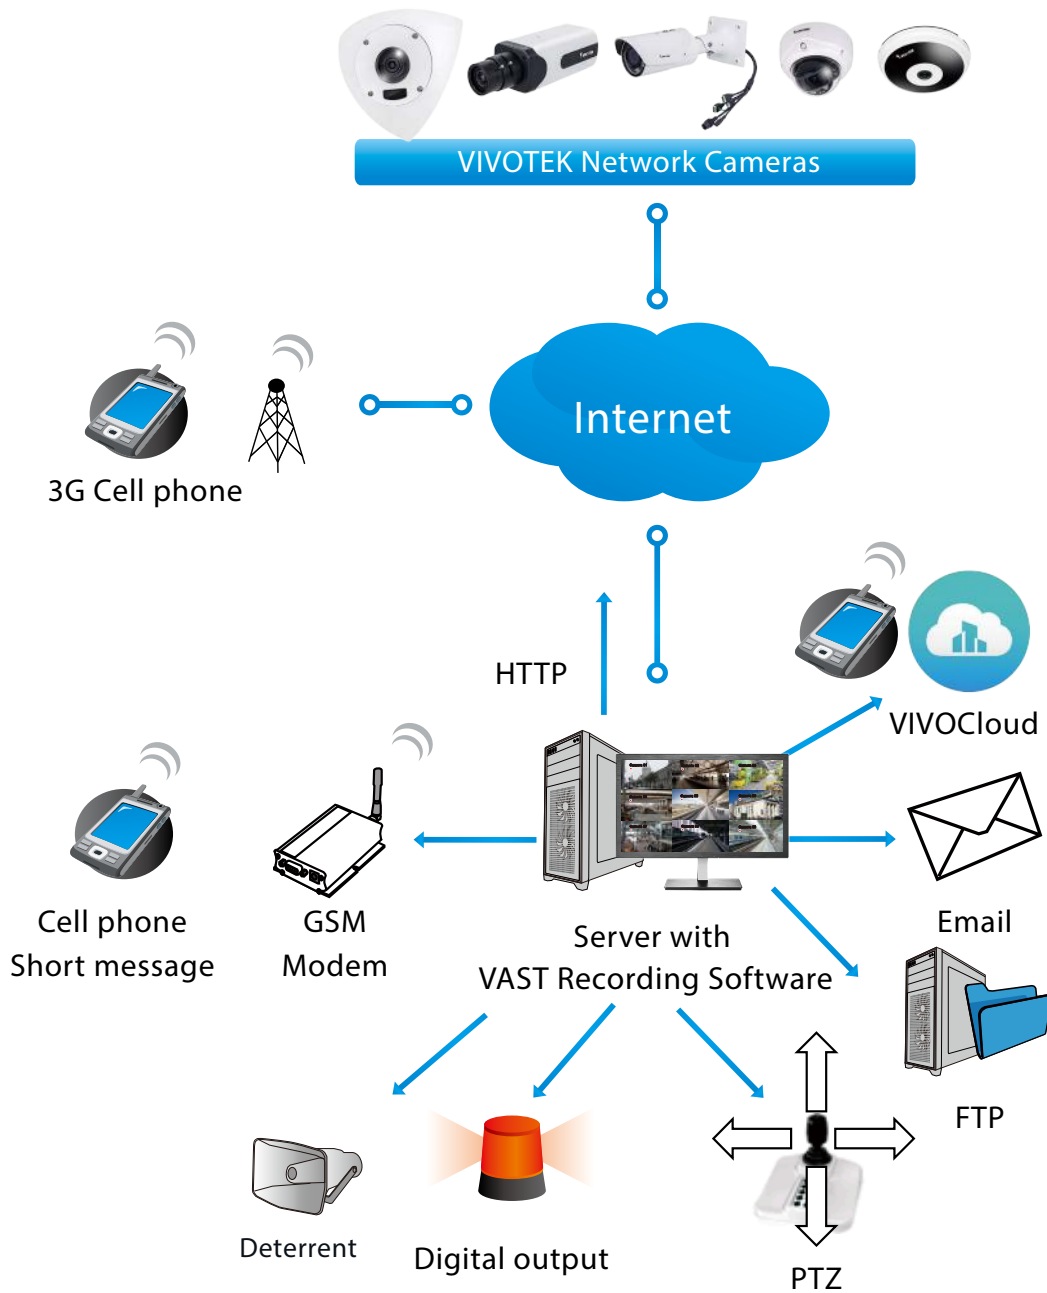 VIVOTEK Network Cameras
Internet
3G Cell phone
HTTP
VIVOCloud
Cell phone
Short message
GSM
Modem
Server with
VAST Recording Software
Email
FTP
Deterrent
Digital output
PTZ